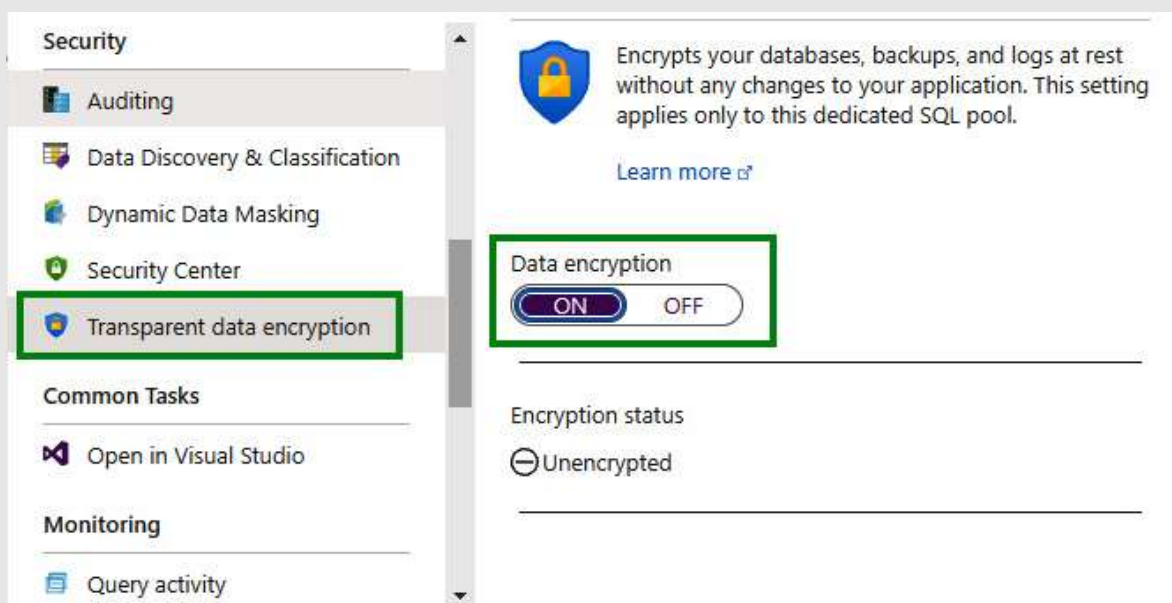 Security
Auditing
Data Discovery & Classification
Dynamic Data Masking
Security Center
Transparent data encryption
Common Tasks
Open in Visual Studio
Monitoring
Query activity
Encrypts your databases, backups, and logs at rest
without any changes to your application. This setting
applies only to this dedicated SQL pool.
Learn more
Data encryption
ON OFF
Encryption status
Unencrypted